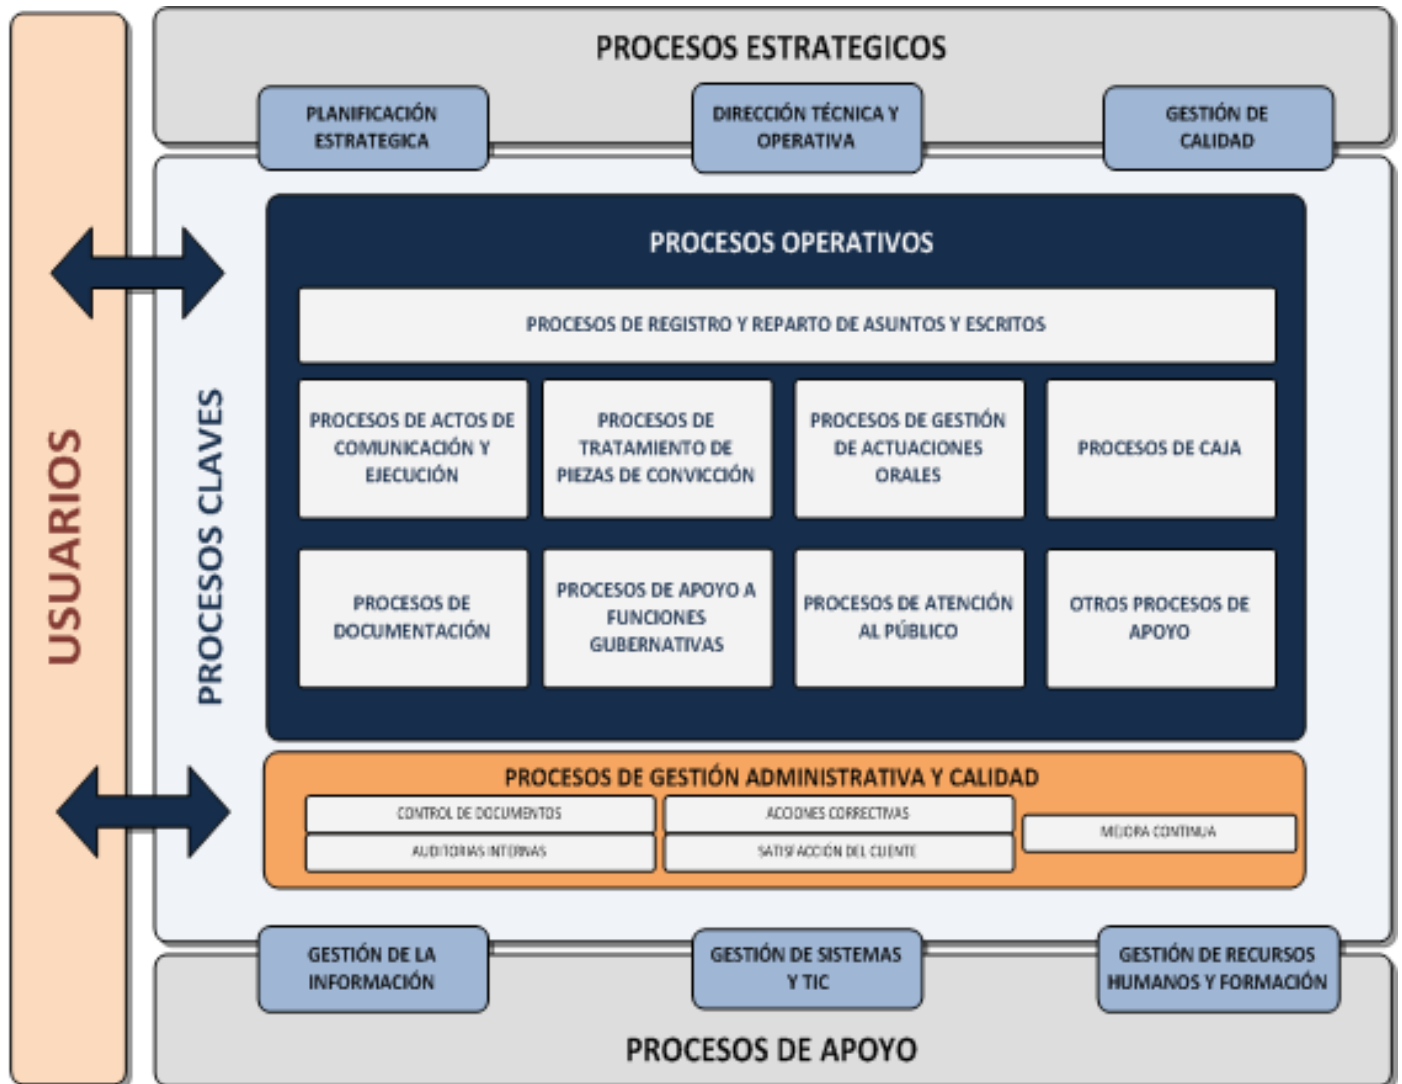 PROCESOS ESTRATEGICOS
PLANIFICACIÓN
ESTRATEGICA
DIRECCIÓN TÉCNICA Y
OPERATIVA
GESTIÓN DE
CALIDAD
USUARIOS
PROCESOS CLAVES
PROCESOS OPERATIVOS
PROCESOS DE REGISTRO Y REPARTO DE ASUNTOS Y ESCRITOS
PROCESOS DE ACTOS DE
COMUNICACIÓN Y
EJECUCIÓN
PROCESOS DE
TRATAMIENTO DE
PIEZAS DE CONVICCIÓN
PROCESOS DE GESTIÓN
DE ACTUACIONES
ORALES
PROCESOS DE CAJA
PROCESOS DE
DOCUMENTACIÓN
PROCESOS DE APOYO A
FUNCIONES
GUBERNATIVAS
PROCESOS DE ATENCIÓN
AL PÚBLICO
OTROS PROCESOS DE
APOYO
PROCESOS DE GESTIÓN ADMINISTRATIVA Y CALIDAD
CONTROL DE DOCUMENTOS
AUDITORIAS INTERNAS
ACCIONES CORRECTIVAS
SATISFACCIÓN DEL CLIENTE
MEJORA CONTINUA
GESTIÓN DE LA
INFORMACIÓN
GESTIÓN DE SISTEMAS
Y TIC
GESTIÓN DE RECURSOS
HUMANOS Y FORMACIÓN
PROCESOS DE APOYO